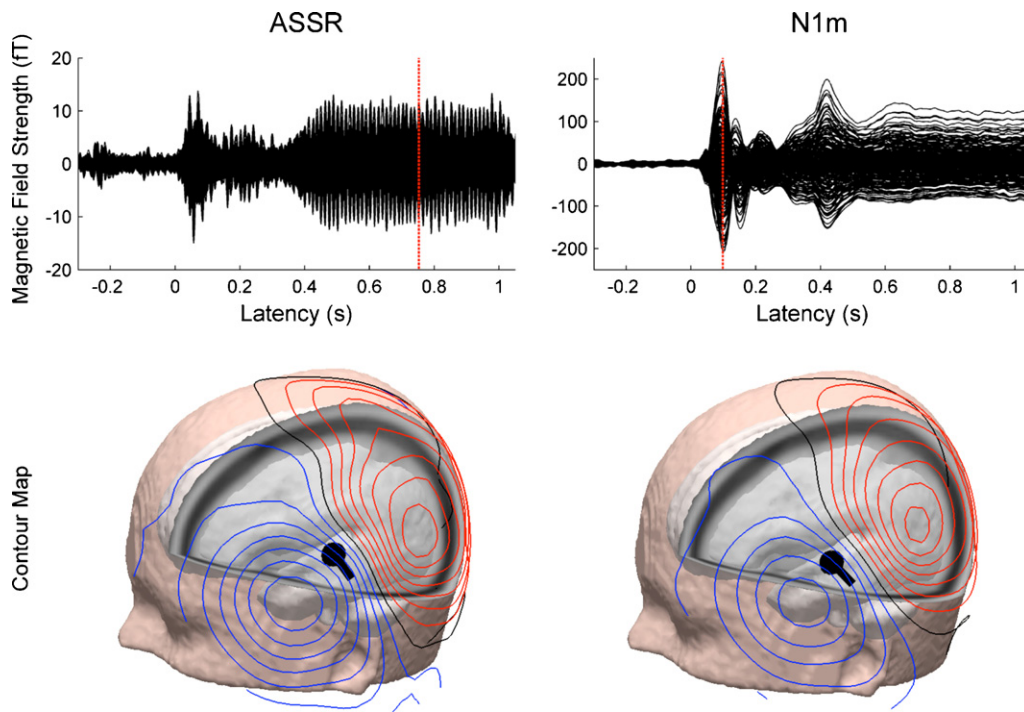 ASSR
N1m
Magnetic Field Strength (fT)
20
10
0
-10
-20
-0.2 0 0.2 0.4 0.6 0.8 1
Latency (s)
200
100
0
-100
-200
-0.2 0 0.2 0.4 0.6 0.8 1
Latency (s)
Contour Map